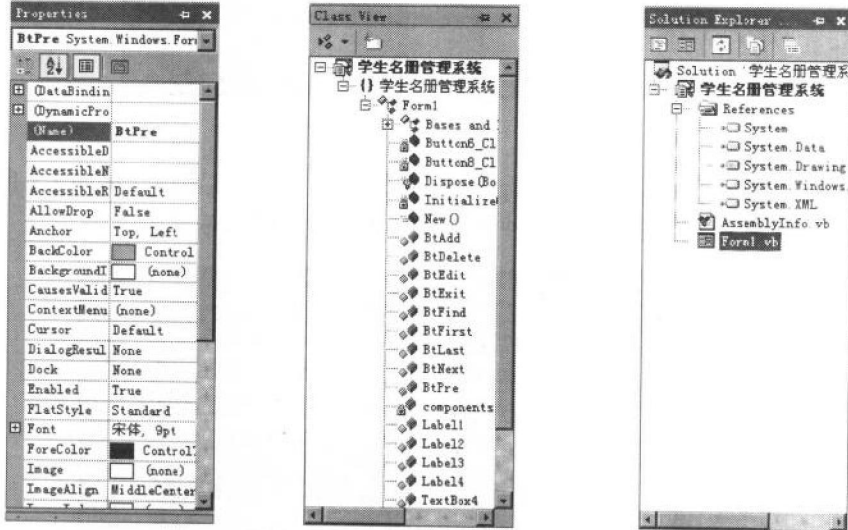 Properties
BtPre System.Windows.For
(DataBindin
(DynamicPro
(Name) BtPre
AccessibleD
AccessibleN
AccessibleR Default
AllowDrop False
Anchor Top, Left
BackColor Control
BackgroundI (none)
CausesValid True
ContextMenu (none)
Cursor Default
DialogResul None
Dock None
Enabled True
FlatStyle Standard
Font 宋体, 9pt
ForeColor Control
Image (none)
ImageAlign MiddleCenter
Class View
学生名册管理系统
{} 学生名册管理系统
Form1
Bases and
Button6_Cl
Button8_Cl
Dispose(Bo
Initialize
New()
BtAdd
BtDelete
BtEdit
BtExit
BtFind
BtFirst
BtLast
BtNext
BtPre
components
Label1
Label2
Label3
Label4
TextBox4
Solution Explorer
Solution '学生名册管理系
学生名册管理系统
References
System
System.Data
System.Drawing
System.Windows.
System.XML
AssemblyInfo.vb
Form1.vb